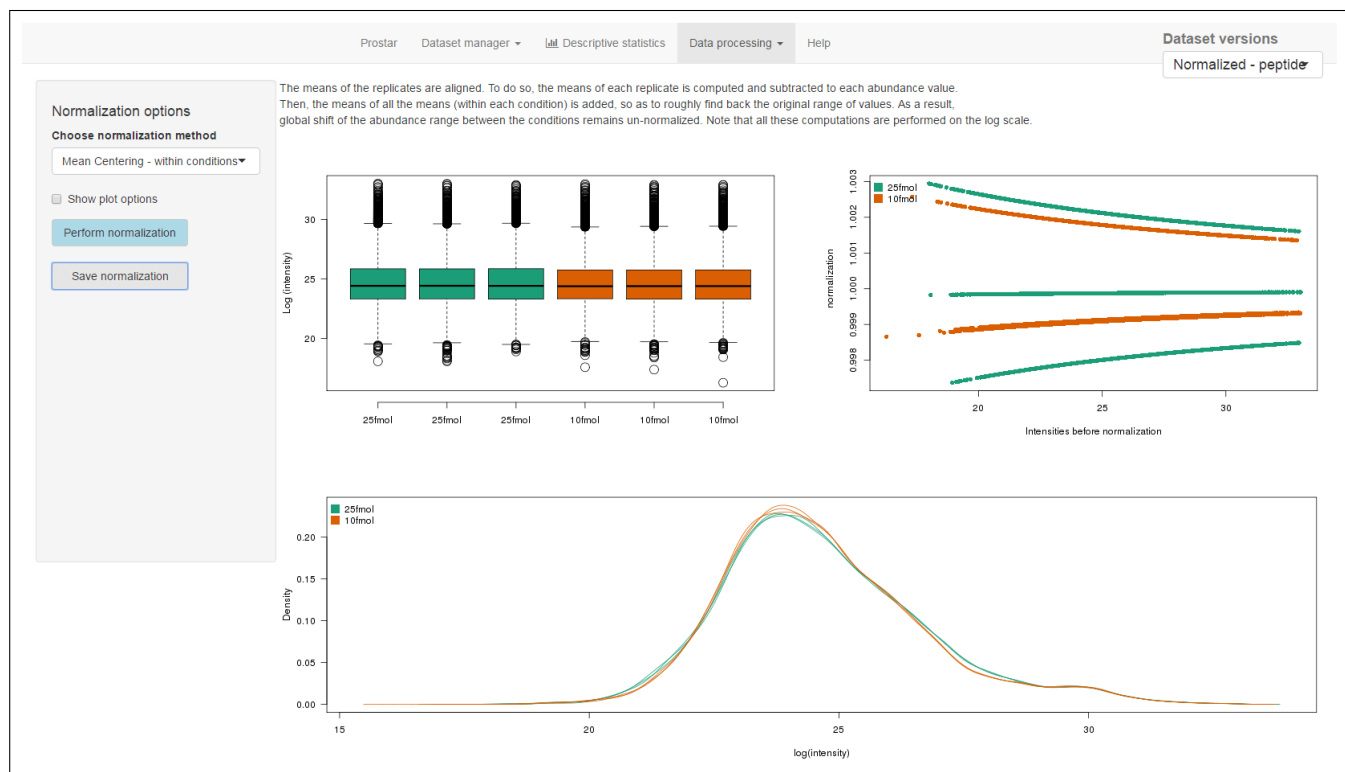 Prostar
Dataset manager
Descriptive statistics
Data processing
Help
Dataset versions
Normalized - peptide
Normalization options
Choose normalization method
Mean Centering - within conditions
Show plot options
Perform normalization
Save normalization
The means of the replicates are aligned. To do so, the means of each replicate is computed and subtracted to each abundance value.
Then, the means of all the means (within each condition) is added, so as to roughly find back the original range of values. As a result,
global shift of the abundance range between the conditions remains un-normalized. Note that all these computations are performed on the log scale.
Log (intensity)
30
25
20
25fmol 25fmol 25fmol 10fmol 10fmol 10fmol
25fmol
10fmol
normalization
1.003
1.002
1.001
1.000
0.999
0.998
20 25 30
Intensities before normalization
25fmol
10fmol
Density
0.20
0.15
0.10
0.05
0.00
15 20 25 30
log(intensity)